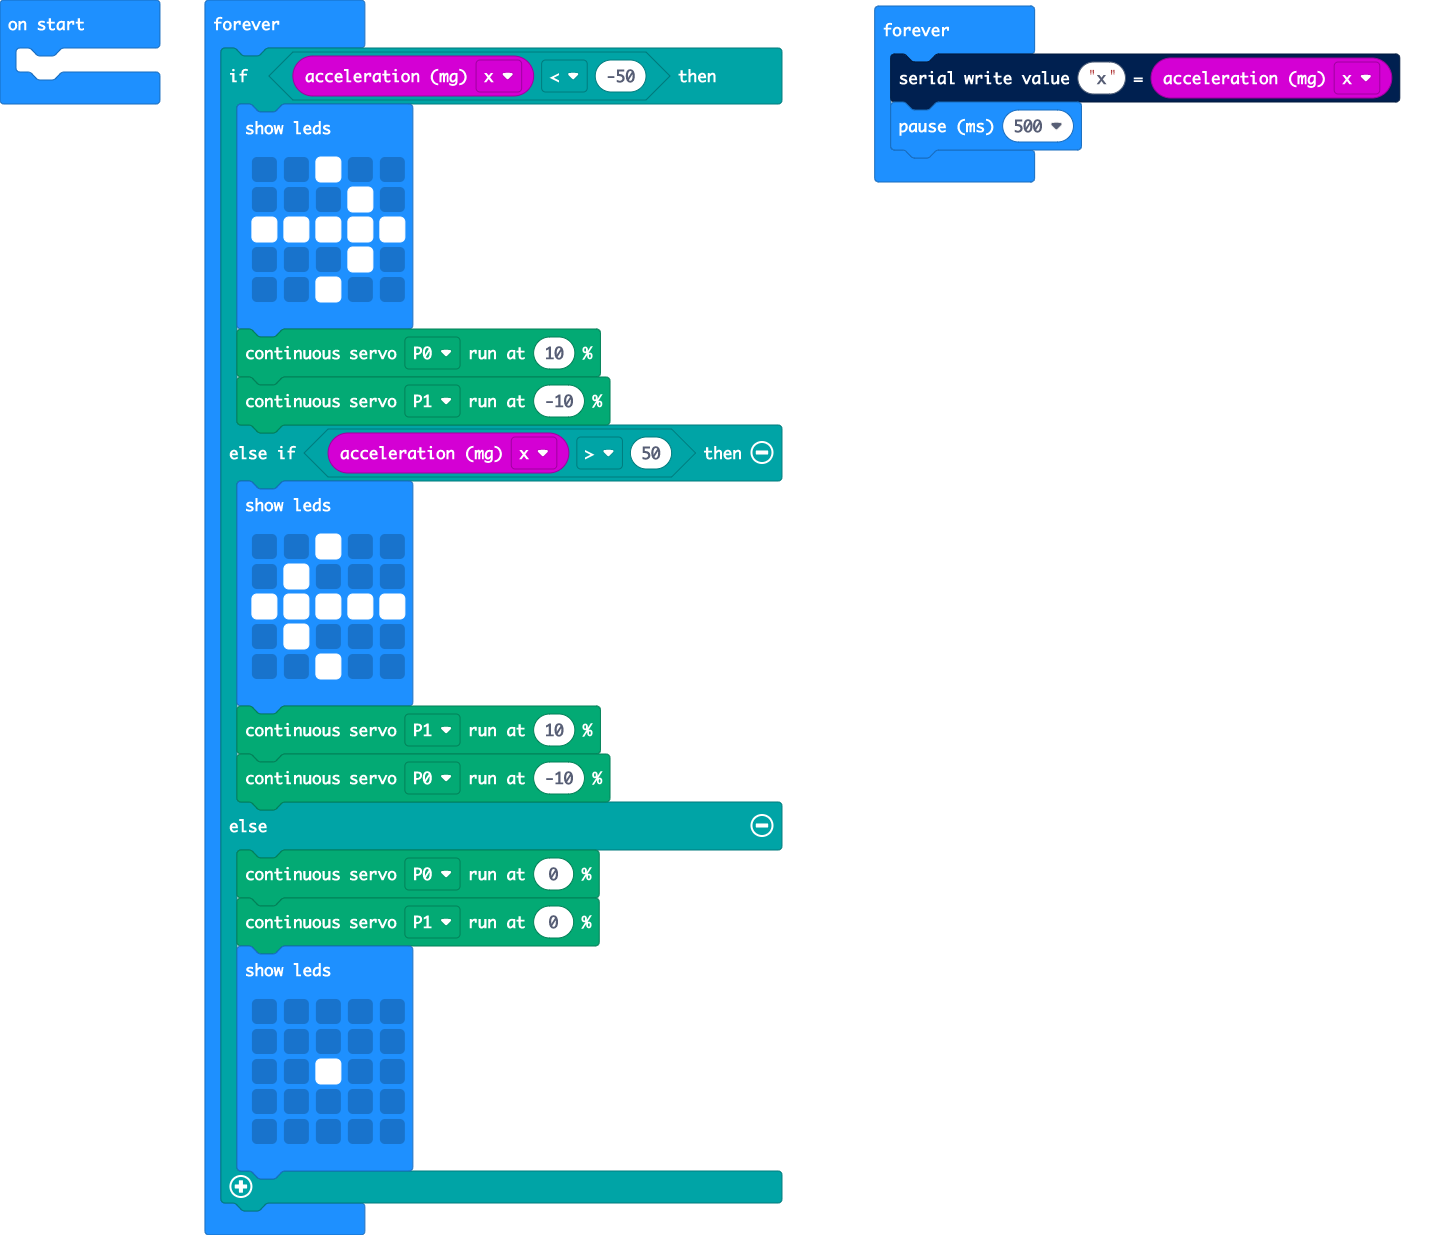 on start
forever
if acceleration (mg) x < -50 then
show leds
continuous servo P0 run at 10 %
continuous servo P1 run at -10 %
else if acceleration (mg) x > 50 then
show leds
continuous servo P1 run at 10 %
continuous servo P0 run at -10 %
else
continuous servo P0 run at 0 %
continuous servo P1 run at 0 %
show leds
forever
serial write value "x" = acceleration (mg) x
pause (ms) 500